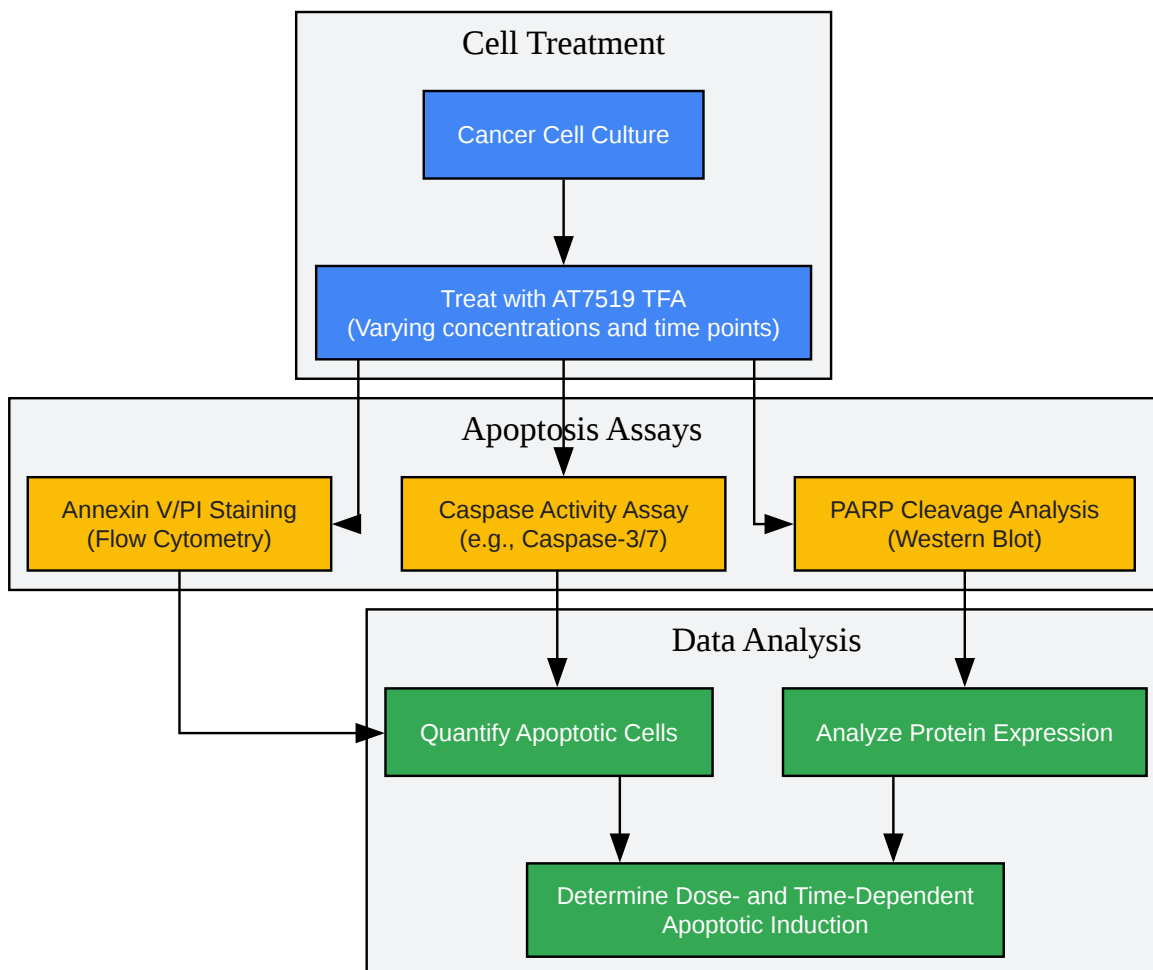 Cell Treatment
Cancer Cell Culture
Treat with AT7519 TFA
(Varying concentrations and time points)
Apoptosis Assays
Annexin V/PI Staining
(Flow Cytometry)
Caspase Activity Assay
(e.g., Caspase-3/7)
PARP Cleavage Analysis
(Western Blot)
Data Analysis
Quantify Apoptotic Cells
Analyze Protein Expression
Determine Dose- and Time-Dependent
Apoptotic Induction